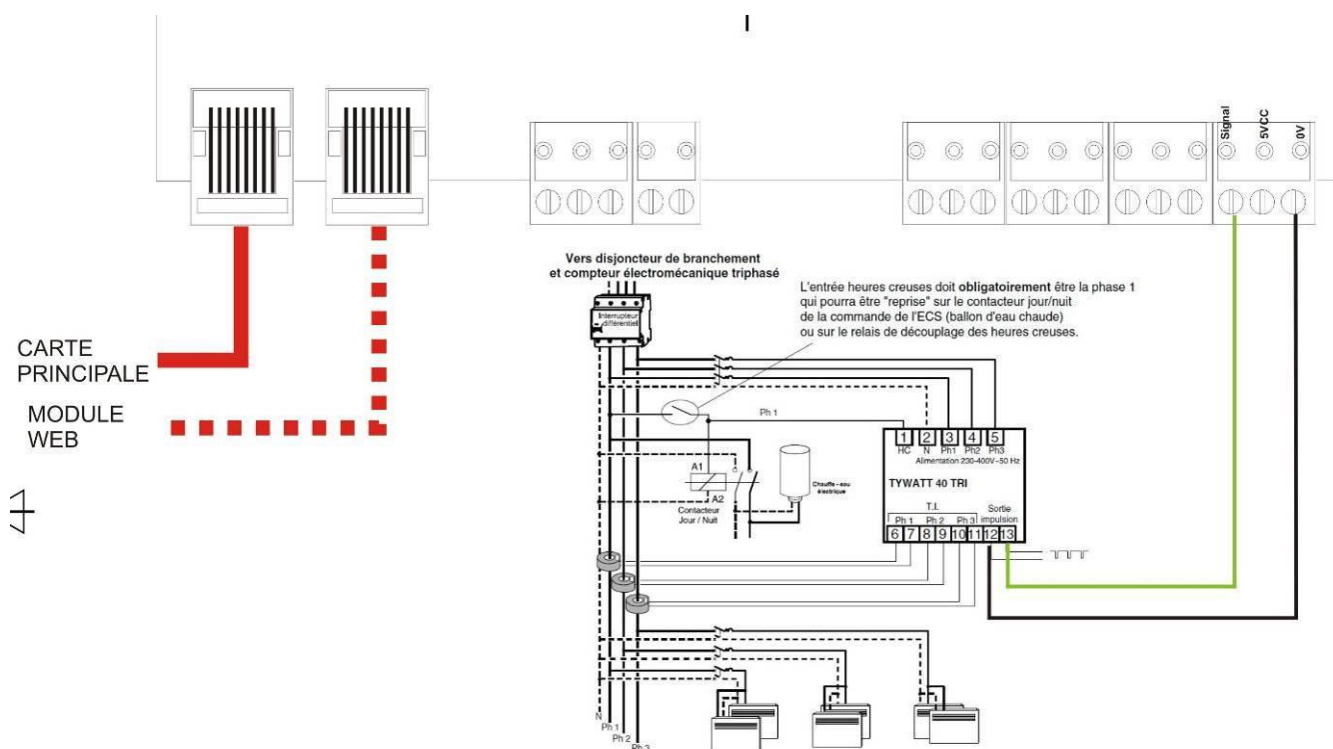 Signal
5VCC
0V
CARTE
PRINCIPALE
MODULE
WEB
Vers disjoncteur de branchement
et compteur électromécanique triphasé
Interrupteur
différentiel
L'entrée heures creuses doit obligatoirement être la phase 1
qui pourra être "reprise" sur le contacteur jour/nuit
de la commande de l'ECS (ballon d'eau chaude)
ou sur le relais de découplage des heures creuses.
Ph 1
A1
A2
Contacteur
Jour / Nuit
Chauffe-eau
électrique
1 2 3 4 5
HC N Ph1 Ph2 Ph3
Alimentation 230-400V~50 Hz
TYWATT 40 TRI
T.I.
Sortie
impulsion
Ph 1 Ph 2 Ph 3
6 7 8 9 10 11 12 13
N
Ph 1
Ph 2
Ph 3